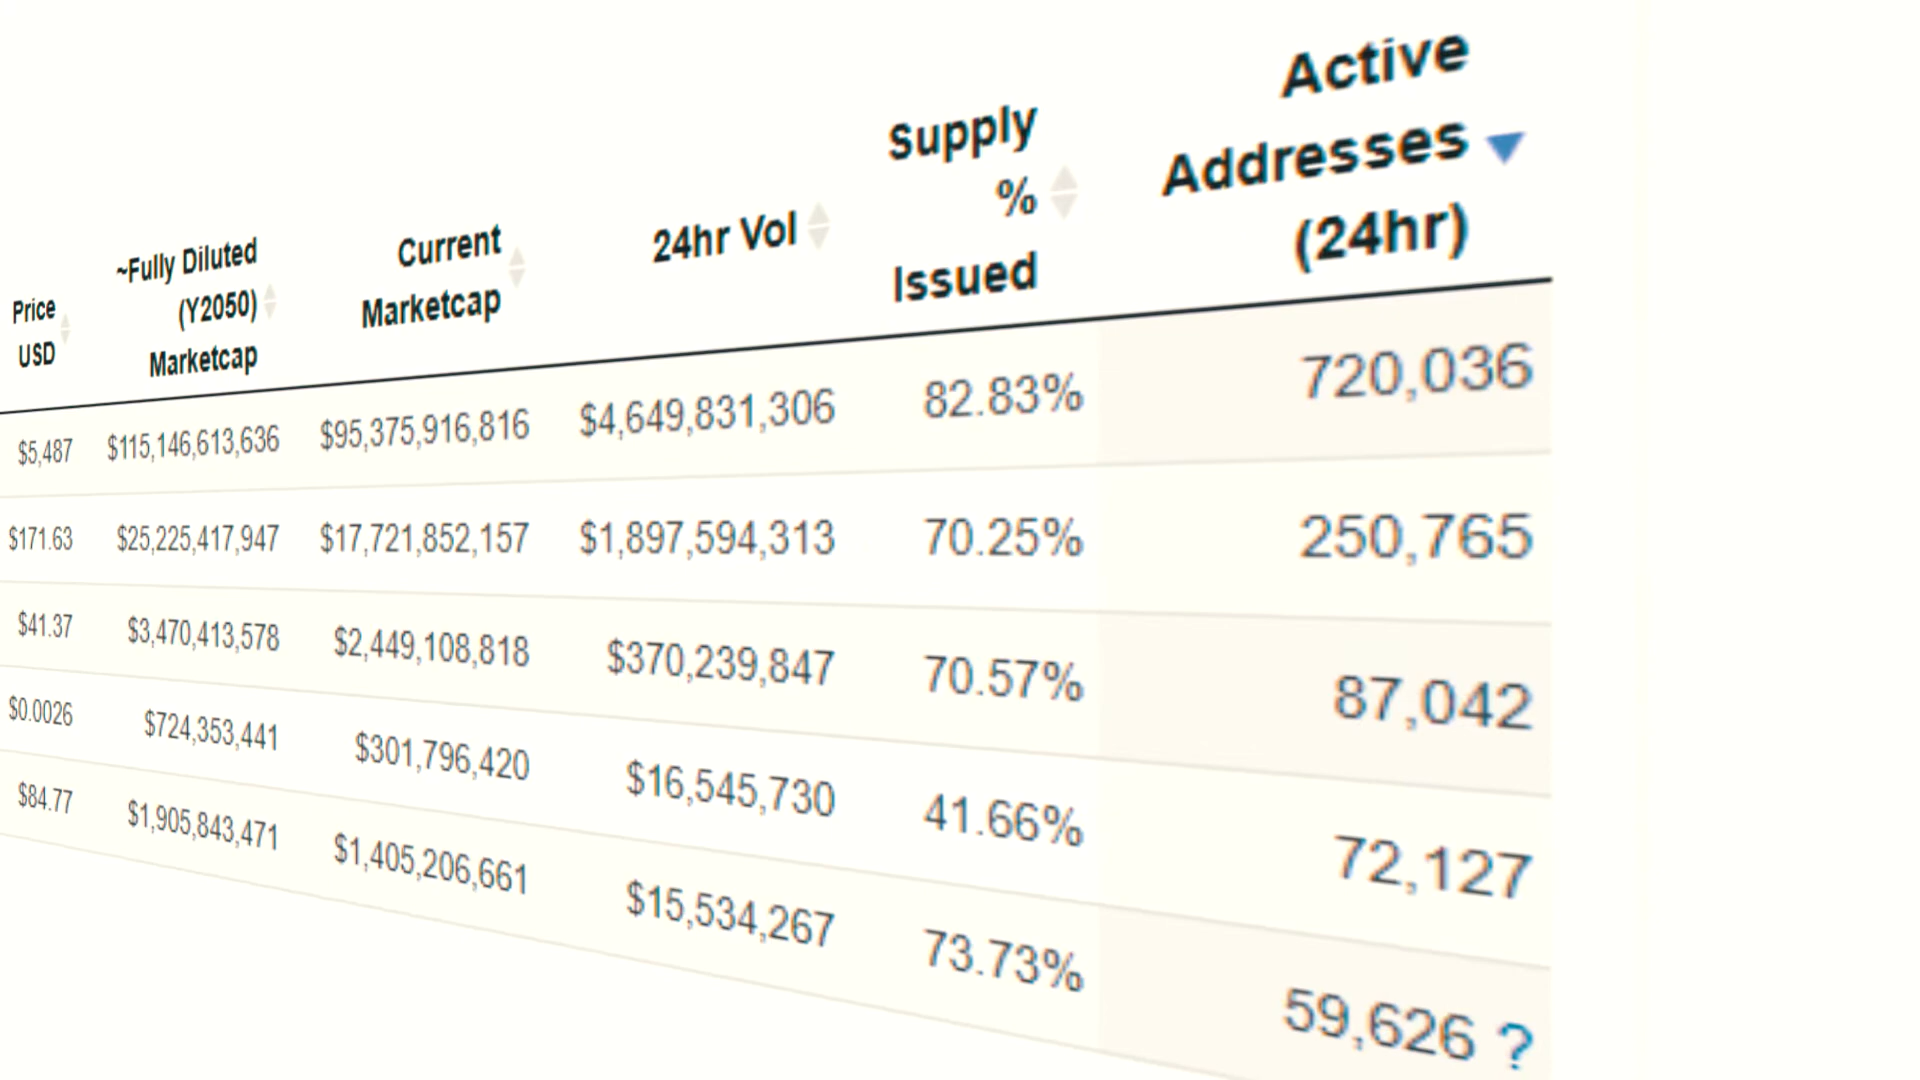 Price
USD
~Fully Diluted
(Y2050)
Marketcap
Current
Marketcap
24hr Vol
Supply
%
Issued
Active
Addresses
(24hr)
$5,487 $115,146,613,636 $95,375,916,816 $4,649,831,306 82.83% 720,036
$171.63 $25,225,417,947 $17,721,852,157 $1,897,594,313 70.25% 250,765
$41.37 $3,470,413,578 $2,449,108,818 $370,239,847 70.57% 87,042
$0.0026 $724,353,441 $301,796,420 $16,545,730 41.66% 72,127
$84.77 $1,905,843,471 $1,405,206,661 $15,534,267 73.73% 59,626 ?